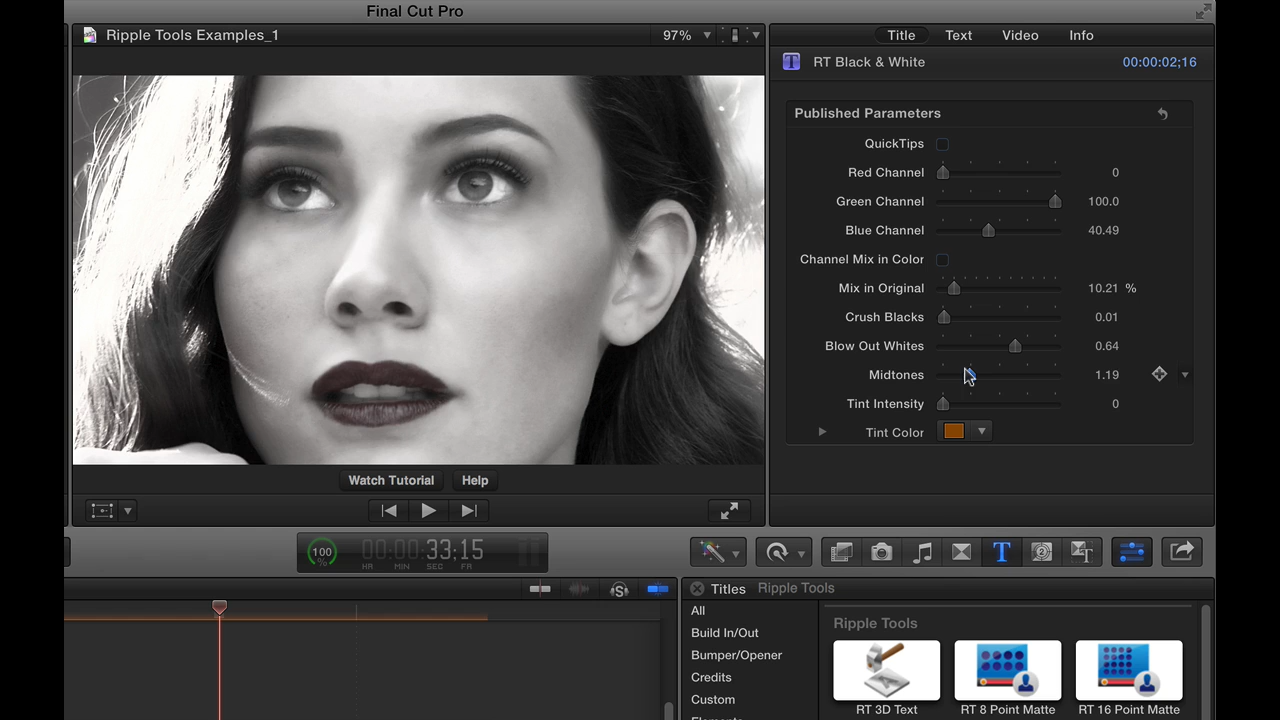 Final Cut Pro
Ripple Tools Examples_1
97%
Title Text Video Info
RT Black & White
00:00:02;16
Published Parameters
QuickTips
Red Channel 0
Green Channel 100.0
Blue Channel 40.49
Channel Mix in Color
Mix in Original 10.21 %
Crush Blacks 0.01
Blow Out Whites 0.64
Midtones 1.19
Tint Intensity 0
Tint Color
Watch Tutorial Help
100 %
00:00:33;15
HR MIN SEC FR
T
Titles Ripple Tools
All
Build In/Out
Bumper/Opener
Credits
Custom
Ripple Tools
RT 3D Text
RT 8 Point Matte
RT 16 Point Matte